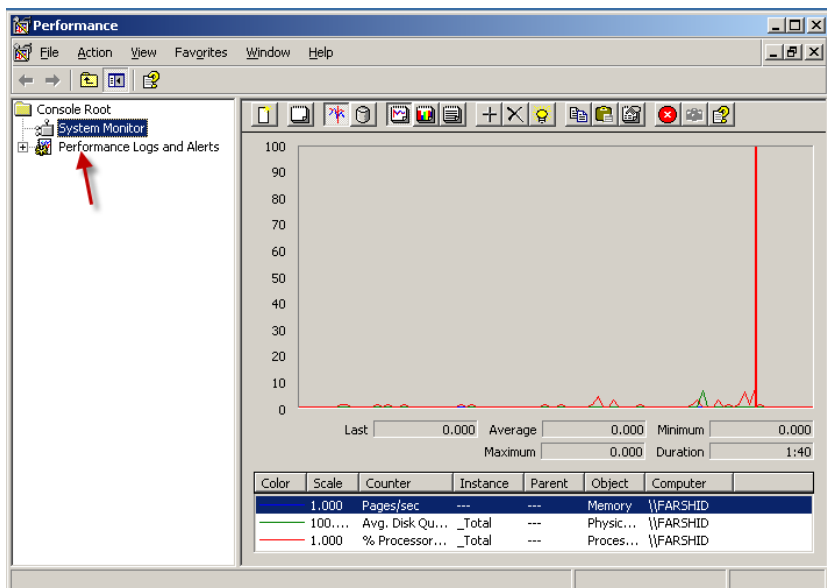 Performance
File Action View Favorites Window Help
Console Root
System Monitor
Performance Logs and Alerts
100
90
80
70
60
50
40
30
20
10
0
Last 0.000 Average 0.000 Minimum 0.000
Maximum 0.000 Duration 1:40
Color Scale Counter Instance Parent Object Computer
1.000 Pages/sec --- --- Memory \\FARSHID
100.... Avg. Disk Qu... _Total --- Physic... \\FARSHID
1.000 % Processor... _Total --- Proces... \\FARSHID